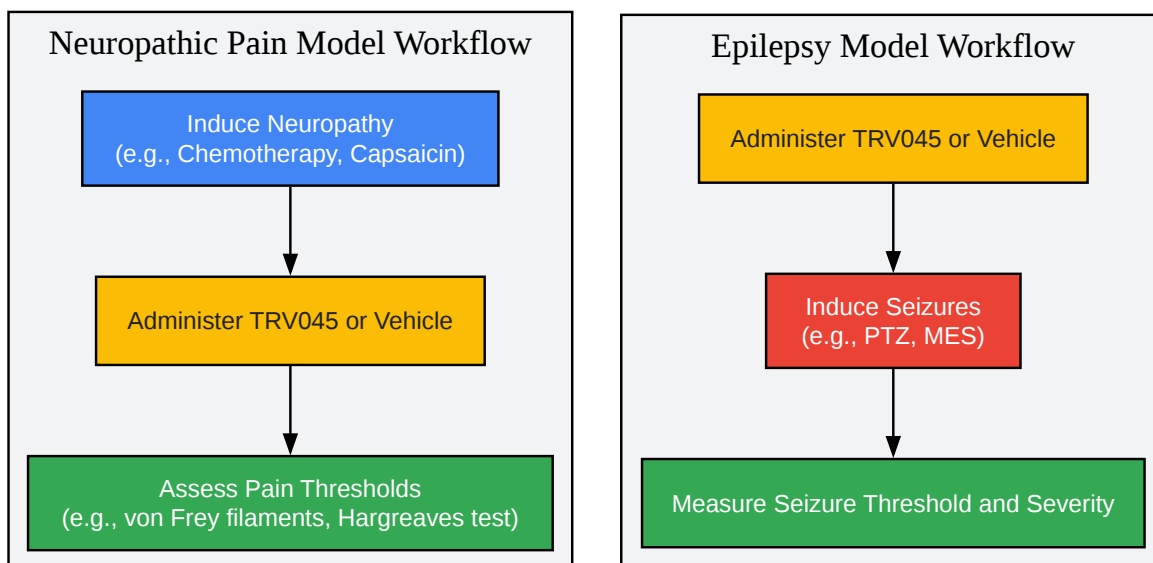 Neuropathic Pain Model Workflow
Induce Neuropathy
(e.g., Chemotherapy, Capsaicin)
Administer TRV045 or Vehicle
Assess Pain Thresholds
(e.g., von Frey filaments, Hargreaves test)
Epilepsy Model Workflow
Administer TRV045 or Vehicle
Induce Seizures
(e.g., PTZ, MES)
Measure Seizure Threshold and Severity